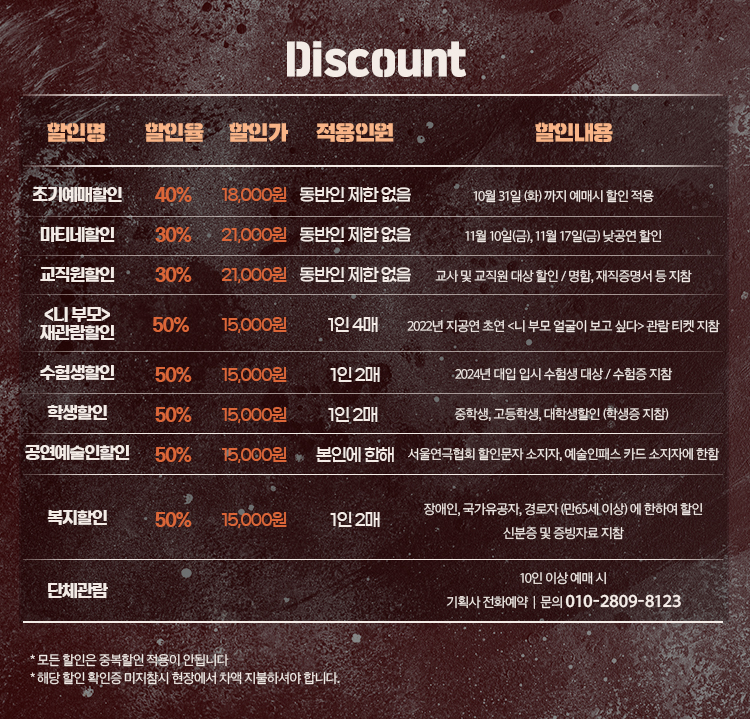 Discount
할인명 할인율 할인가 적용인원 할인내용
조기예매할인 40% 18,000원 동반인 제한 없음 10월 31일 (화) 까지 예매시 할인 적용
마티네할인 30% 21,000원 동반인 제한 없음 11월 10일(금), 11월 17일(금) 낮공연 할인
교직원할인 30% 21,000원 동반인 제한 없음 교사 및 교직원 대상 할인 / 명함, 재직증명서 등 지참
<니 부모>
재관람할인 50% 15,000원 1인 4매 2022년 지공연 초연 <니 부모 얼굴이 보고 싶다> 관람 티켓 지참
수험생할인 50% 15,000원 1인 2매 2024년 대입 입시 수험생 대상 / 수험증 지참
학생할인 50% 15,000원 1인 2매 중학생, 고등학생, 대학생할인 (학생증 지참)
공연예술인할인 50% 15,000원 본인에 한해 서울연극협회 할인문자 소지자, 예술인패스 카드 소지자에 한함
복지할인 50% 15,000원 1인 2매 장애인, 국가유공자, 경로자 (만65세 이상) 에 한하여 할인
신분증 및 증빙자료 지참
단체관람 10인 이상 예매 시
기획사 전화예약 | 문의 010-2809-8123
* 모든 할인은 중복할인 적용이 안됩니다
* 해당 할인 확인증 미지참시 현장에서 차액 지불하셔야 합니다.